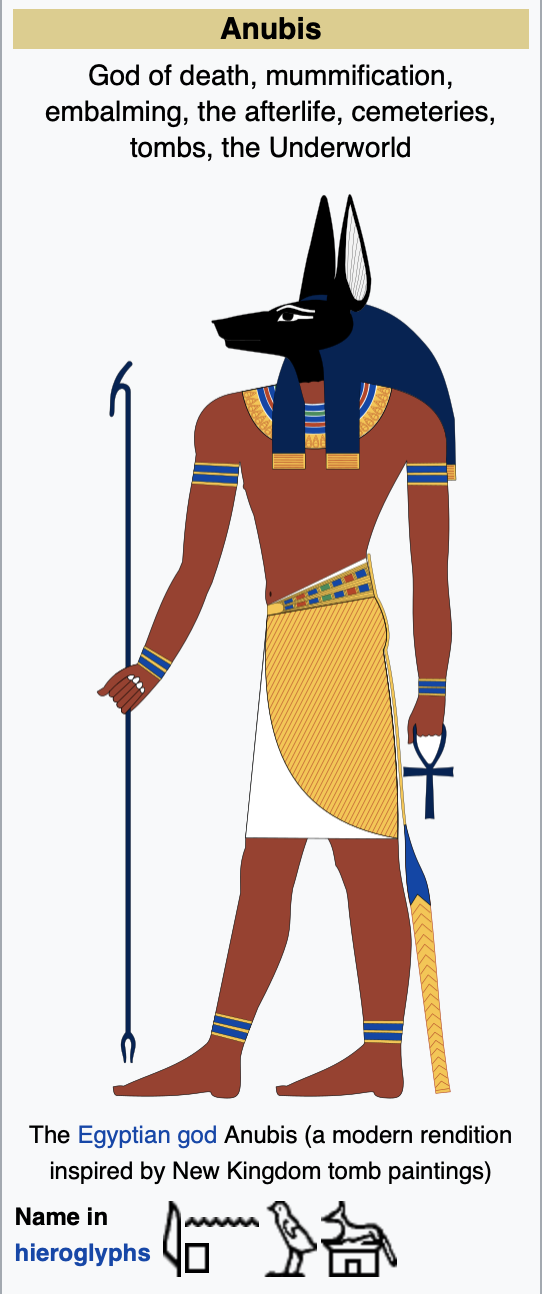 Anubis
God of death, mummification,
embalming, the afterlife, cemeteries,
tombs, the Underworld
The Egyptian god Anubis (a modern rendition
inspired by New Kingdom tomb paintings)
Name in
hieroglyphs
𓇋𓈖𓊪𓅱𓃣